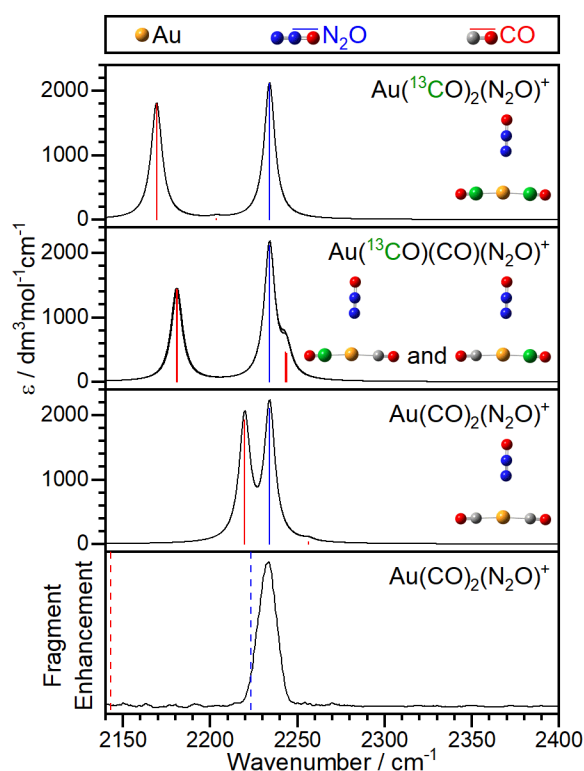 Au N₂O CO
Au(¹³CO)₂(N₂O)⁺
2000
1000
0
Au(¹³CO)(CO)(N₂O)⁺
2000
1000
and
0
ε / dm³mol⁻¹cm⁻¹
Au(CO)₂(N₂O)⁺
2000
1000
0
Au(CO)₂(N₂O)⁺
Fragment
Enhancement
2150 2200 2250 2300 2350 2400
Wavenumber / cm⁻¹